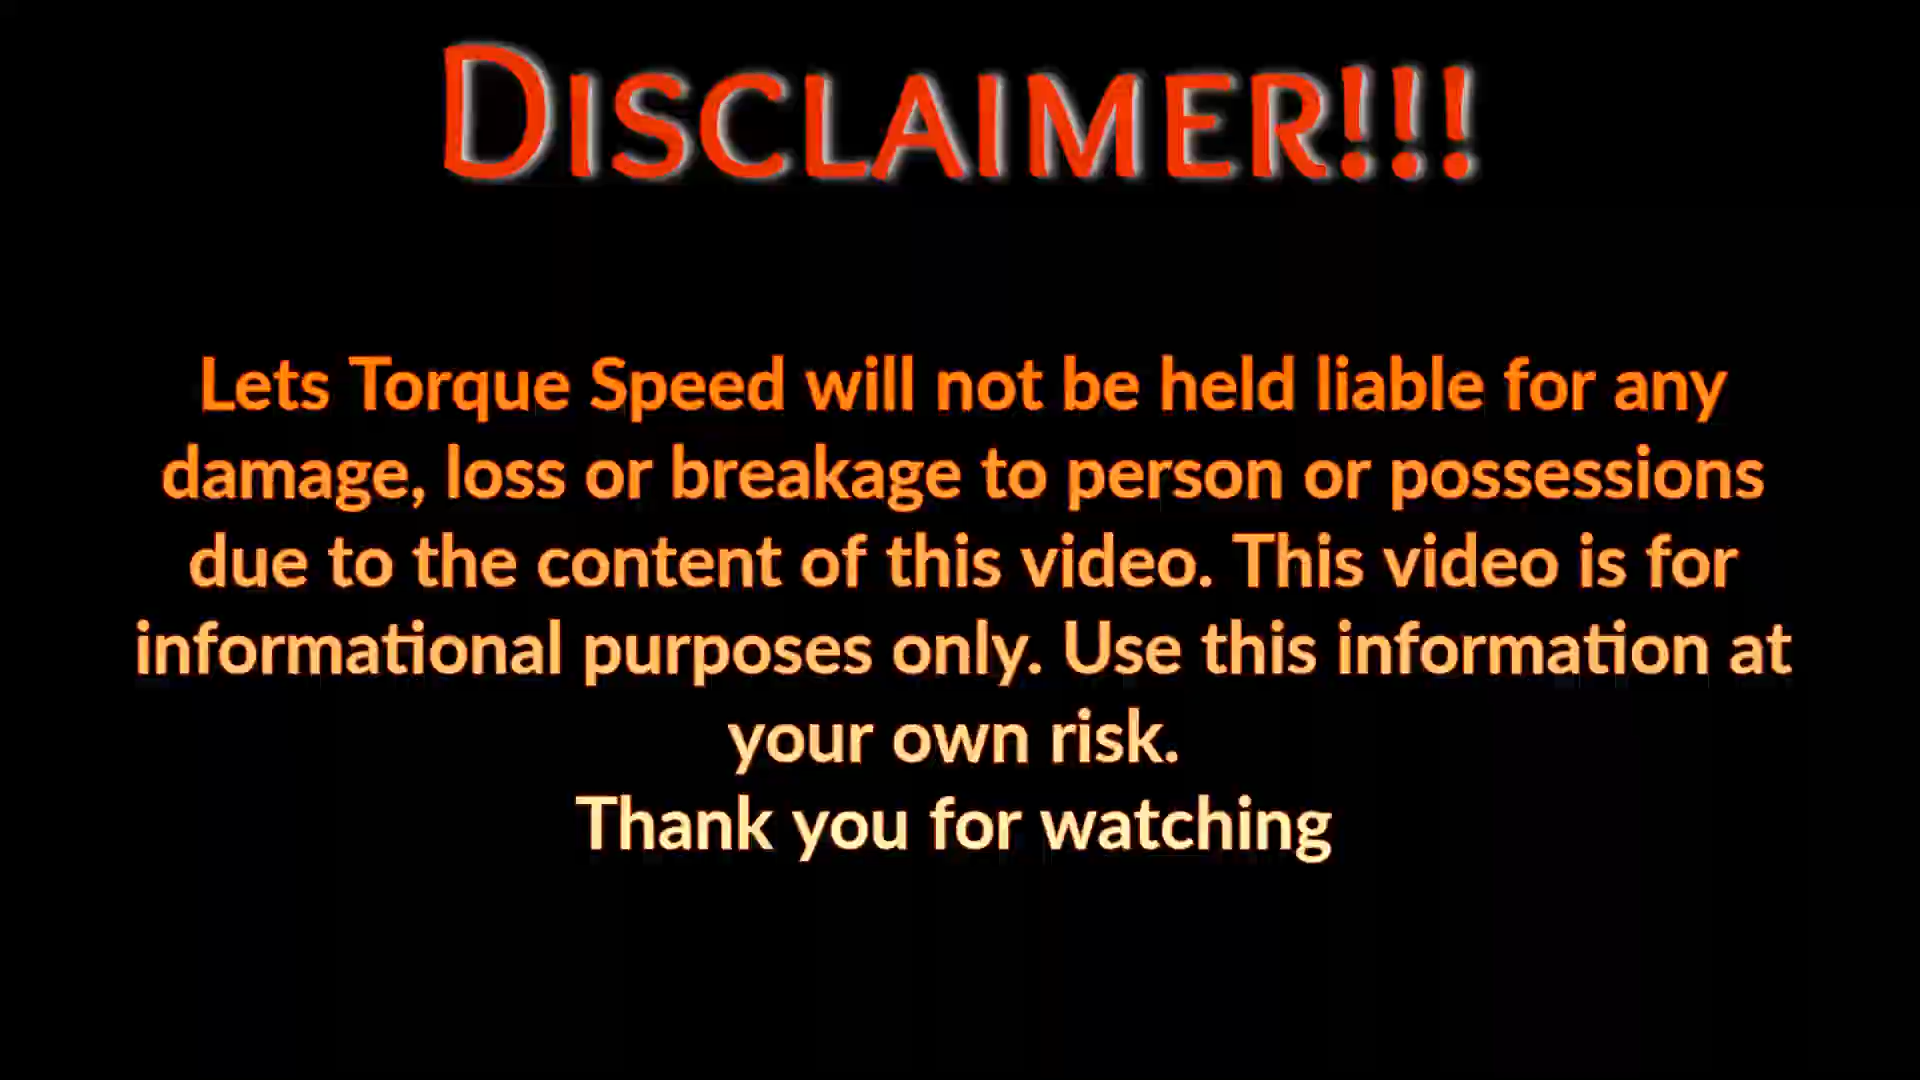 DISCLAIMER!!!
Lets Torque Speed will not be held liable for any
damage, loss or breakage to person or possessions
due to the content of this video. This video is for
informational purposes only. Use this information at
your own risk.
Thank you for watching